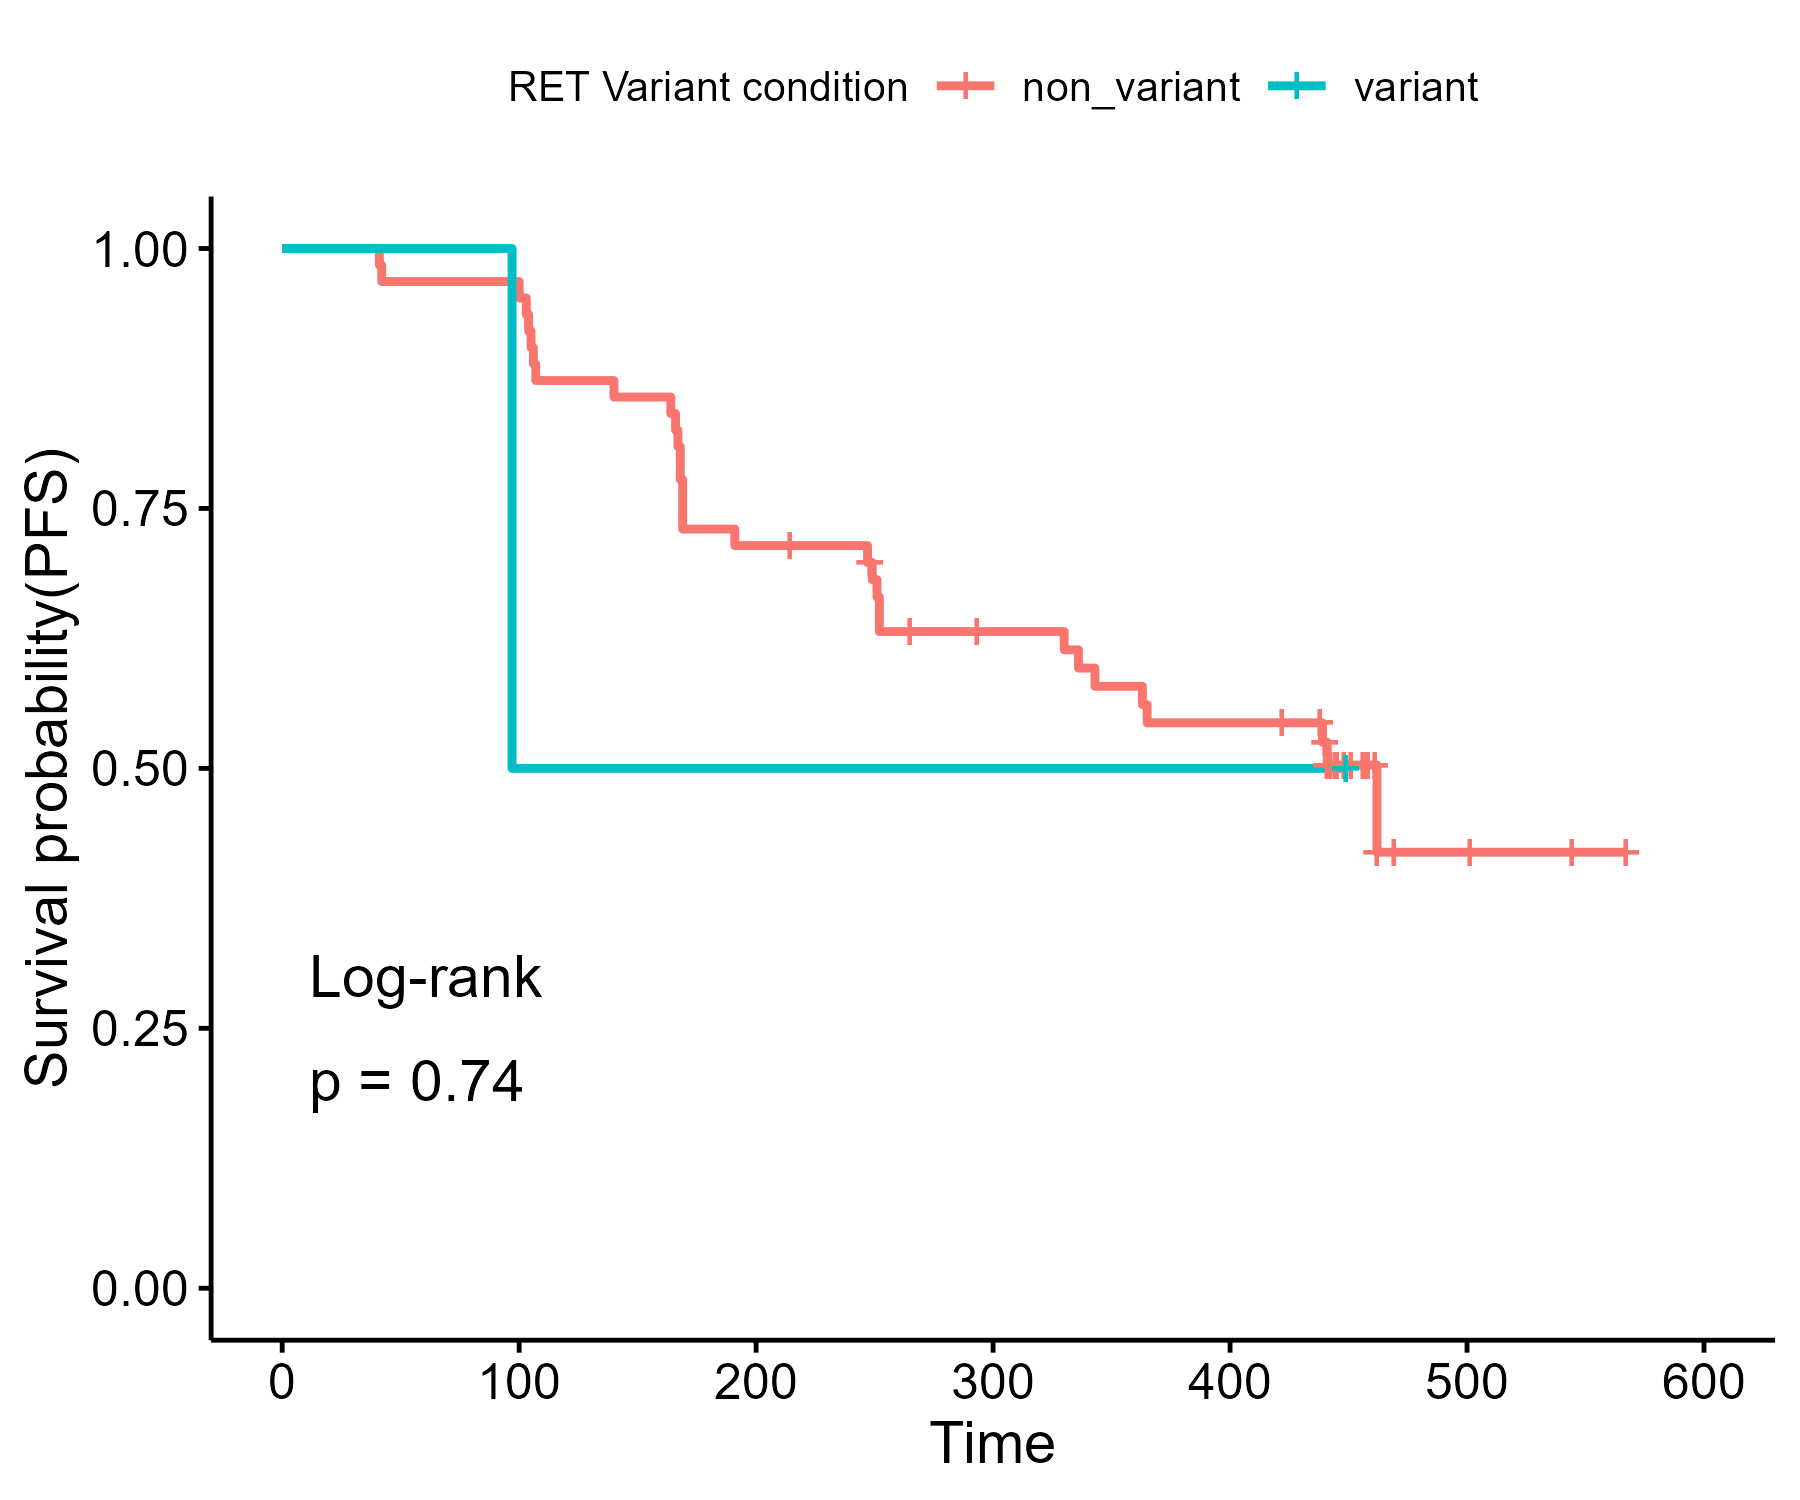 RET Variant condition non_variant variant
Survival probability(PFS)
1.00
0.75
0.50
0.25
0.00
Log-rank
p = 0.74
0 100 200 300 400 500 600
Time